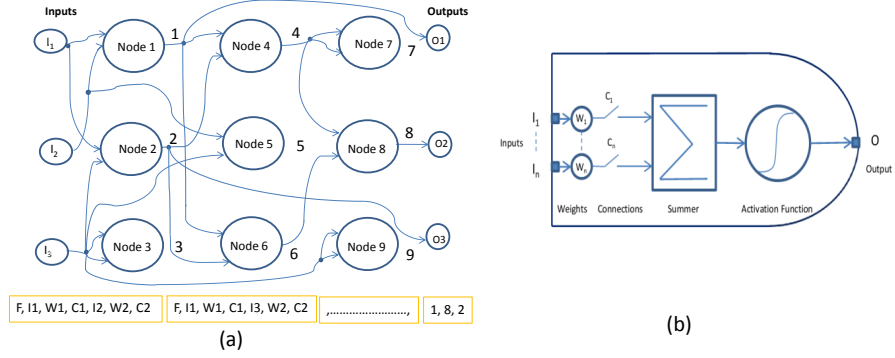 Inputs
Outputs
I1
I2
I3
Node 1
Node 2
Node 3
Node 4
Node 5
Node 6
Node 7
Node 8
Node 9
1
2
3
4
5
6
7
8
9
O1
O2
O3
F, I1, W1, C1, I2, W2, C2
F, I1, W1, C1, I3, W2, C2
,……………………,
1, 8, 2
(a)
I1
In
Inputs
W1
Wn
C1
Cn
O
Output
Weights
Connections
Summer
Activation Function
(b)